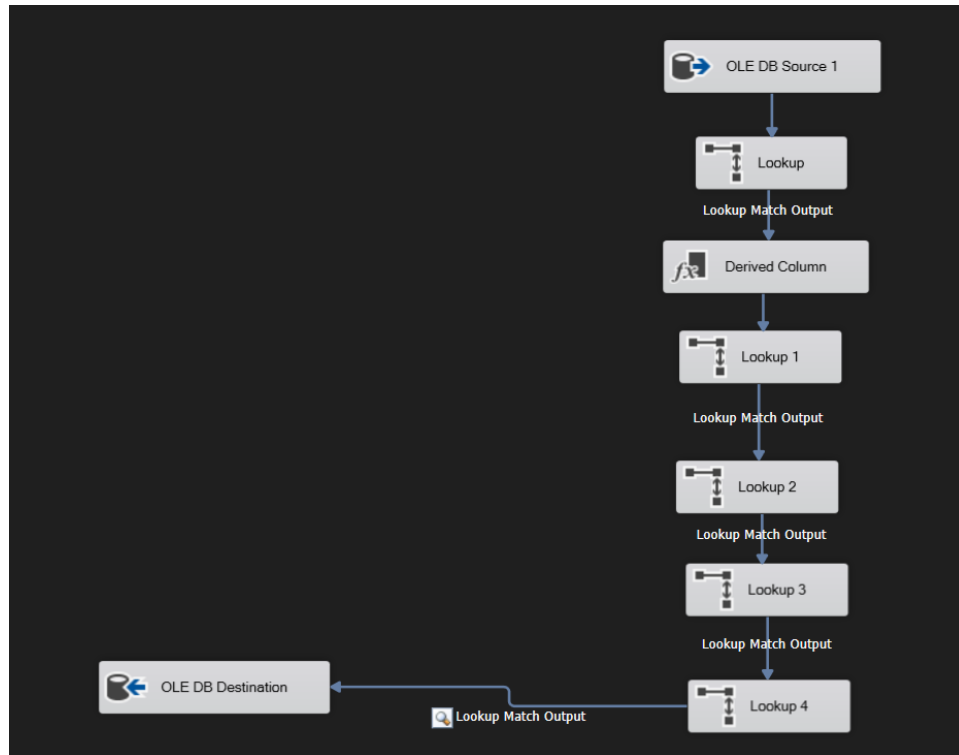 OLE DB Source 1
Lookup
Lookup Match Output
fx
Derived Column
Lookup 1
Lookup Match Output
Lookup 2
Lookup Match Output
Lookup 3
Lookup Match Output
Lookup 4
OLE DB Destination
Lookup Match Output